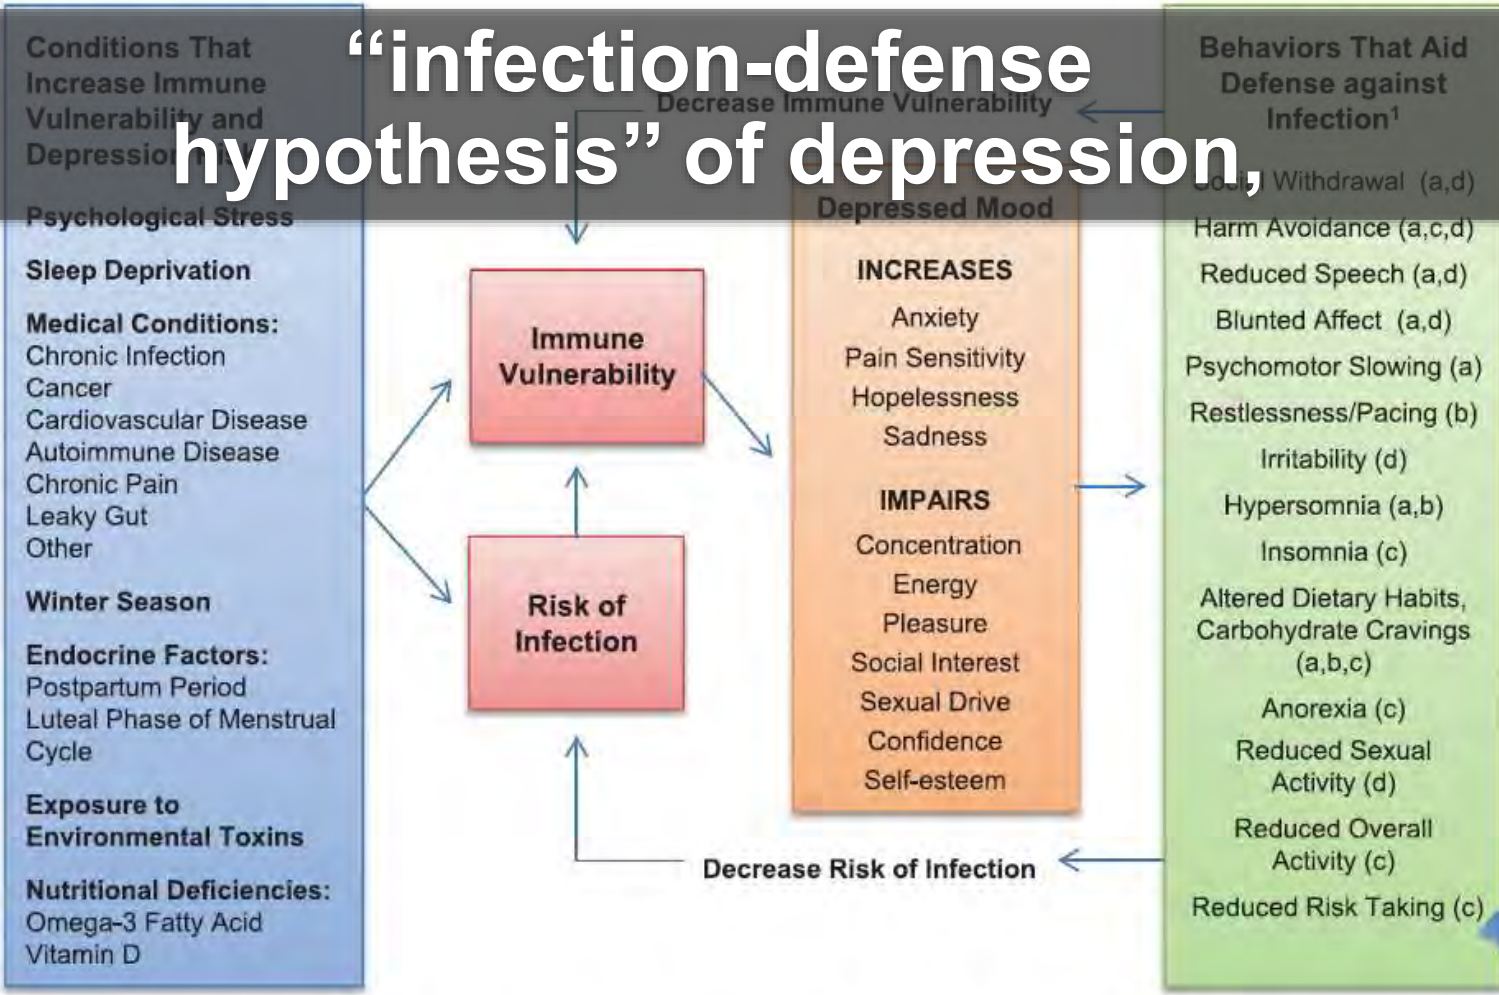 “infection-defense
hypothesis” of depression,
Conditions That
Increase Immune
Vulnerability and
Depression
Psychological Stress
Sleep Deprivation
Medical Conditions:
Chronic Infection
Cancer
Cardiovascular Disease
Autoimmune Disease
Chronic Pain
Leaky Gut
Other
Winter Season
Endocrine Factors:
Postpartum Period
Luteal Phase of Menstrual
Cycle
Exposure to
Environmental Toxins
Nutritional Deficiencies:
Omega-3 Fatty Acid
Vitamin D
Decrease Immune Vulnerability
Immune
Vulnerability
Risk of
Infection
Decrease Risk of Infection
Depressed Mood
INCREASES
Anxiety
Pain Sensitivity
Hopelessness
Sadness
IMPAIRS
Concentration
Energy
Pleasure
Social Interest
Sexual Drive
Confidence
Self-esteem
Behaviors That Aid
Defense against
Infection¹
Social Withdrawal (a,d)
Harm Avoidance (a,c,d)
Reduced Speech (a,d)
Blunted Affect (a,d)
Psychomotor Slowing (a)
Restlessness/Pacing (b)
Irritability (d)
Hypersomnia (a,b)
Insomnia (c)
Altered Dietary Habits,
Carbohydrate Cravings
(a,b,c)
Anorexia (c)
Reduced Sexual
Activity (d)
Reduced Overall
Activity (c)
Reduced Risk Taking (c)